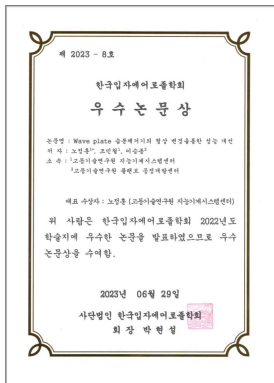 제 2023 - 8호
한국입자에어로졸학회
우수논문상
논문명 : Wave plate 습분제거기의 형상 변경을통한 성능 개선
저 자 : 노정훈¹*, 조민철¹, 이승종²
소 속 : ¹고등기술연구원 지능기계시스템센터
²고등기술연구원 플랜트 공정개발센터
대표 수상자 : 노정훈 (고등기술연구원 지능기계시스템센터)
위 사람은 한국입자에어로졸학회 2022년도
학술지에 우수한 논문을 발표하였으므로 우수
논문상을 수여함.
2023년 06월 29일
사단법인 한국입자에어로졸학회
회 장 박현설